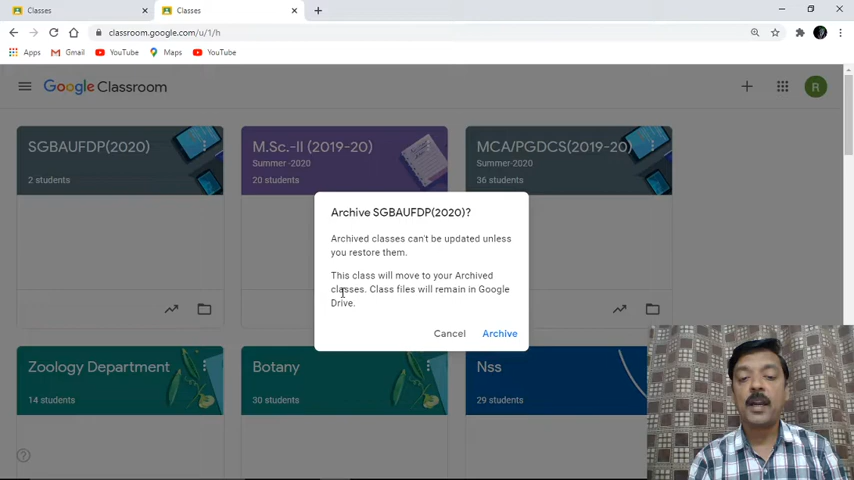 Classes
Classes
classroom.google.com/u/1/h
Apps
Gmail
YouTube
Maps
YouTube
Google Classroom
R
SGBAUFDP(2020)
2 students
M.Sc.-II (2019-20)
Summer -2020
20 students
MCA/PGDCS(2019-20)
Summer-2020
36 students
Archive SGBAUFDP(2020)?
Archived classes can't be updated unless
you restore them.
This class will move to your Archived
classes. Class files will remain in Google
Drive.
Cancel
Archive
Zoology Department
14 students
Botany
30 students
Nss
29 students